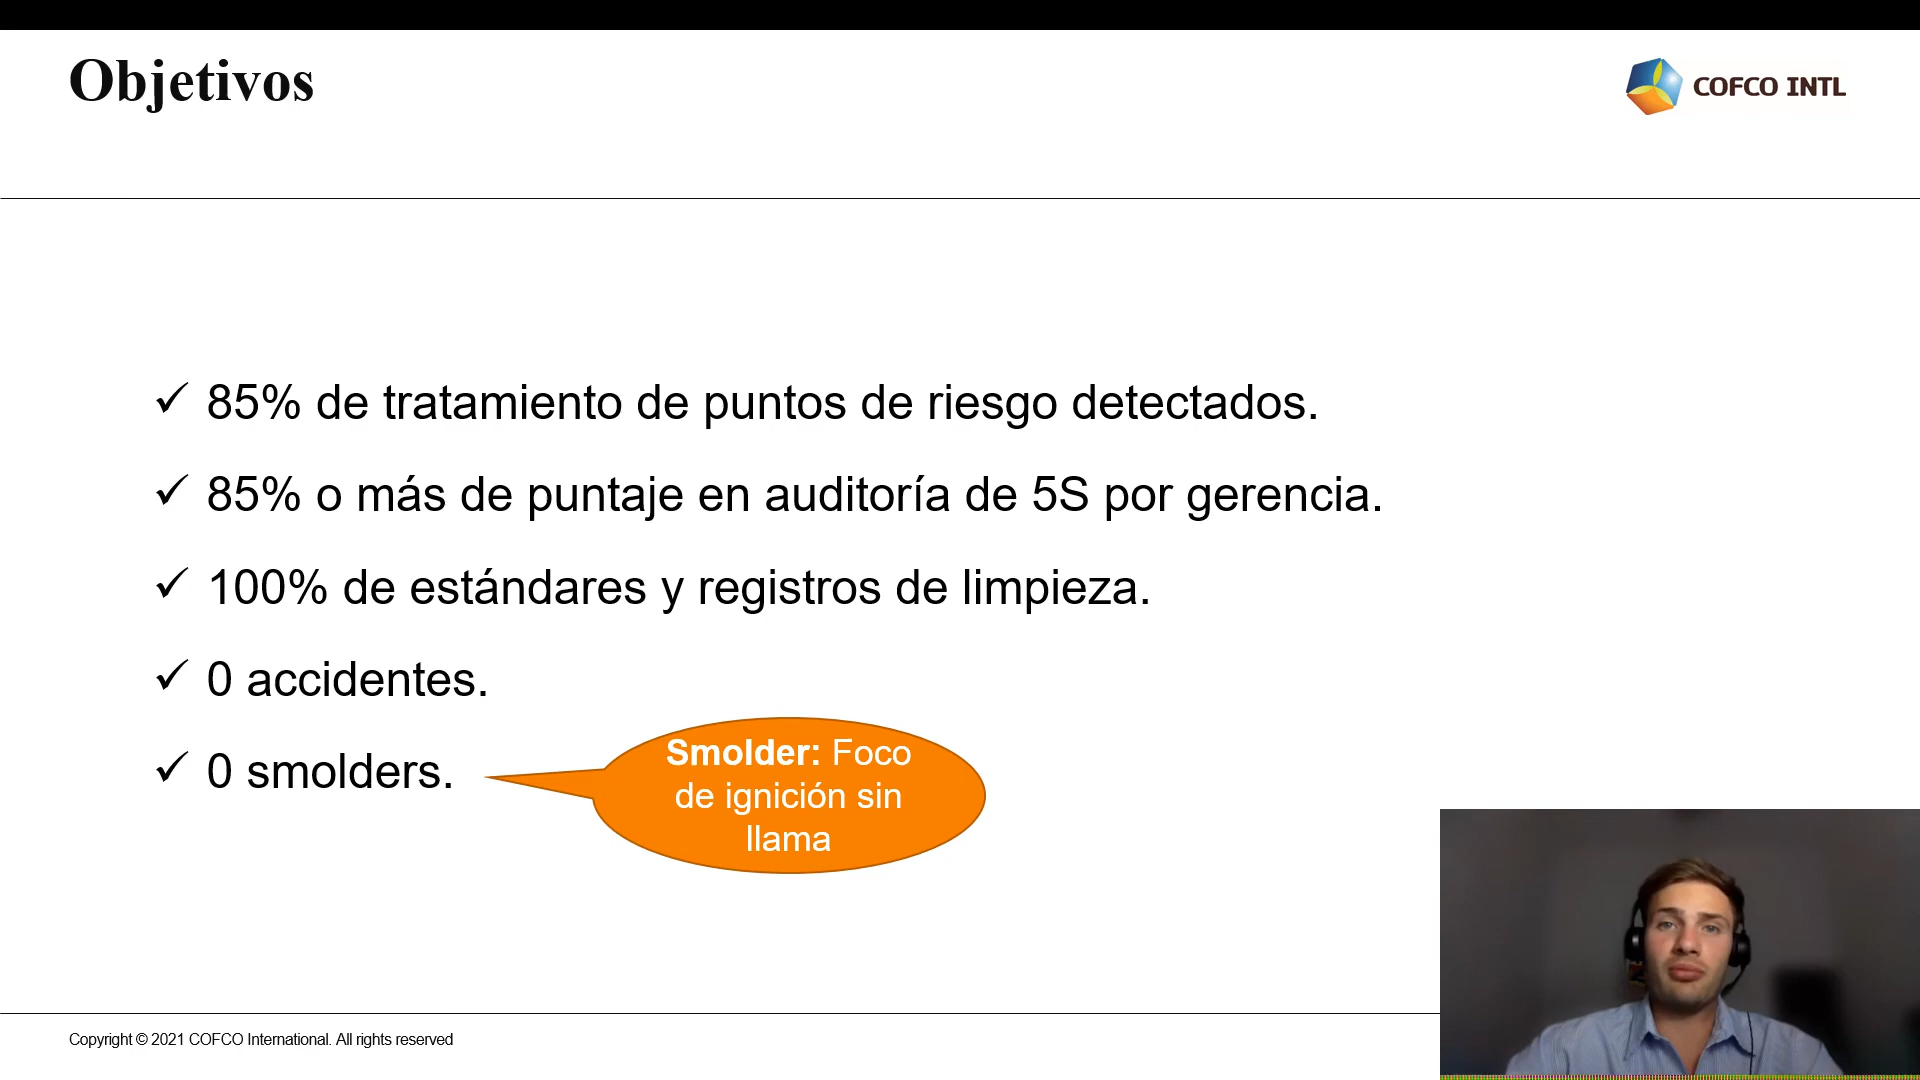 Objetivos
COFCO INTL
✓ 85% de tratamiento de puntos de riesgo detectados.
✓ 85% o más de puntaje en auditoría de 5S por gerencia.
✓ 100% de estándares y registros de limpieza.
✓ 0 accidentes.
✓ 0 smolders.
Smolder: Foco
de ignición sin
llama
Copyright © 2021 COFCO International. All rights reserved